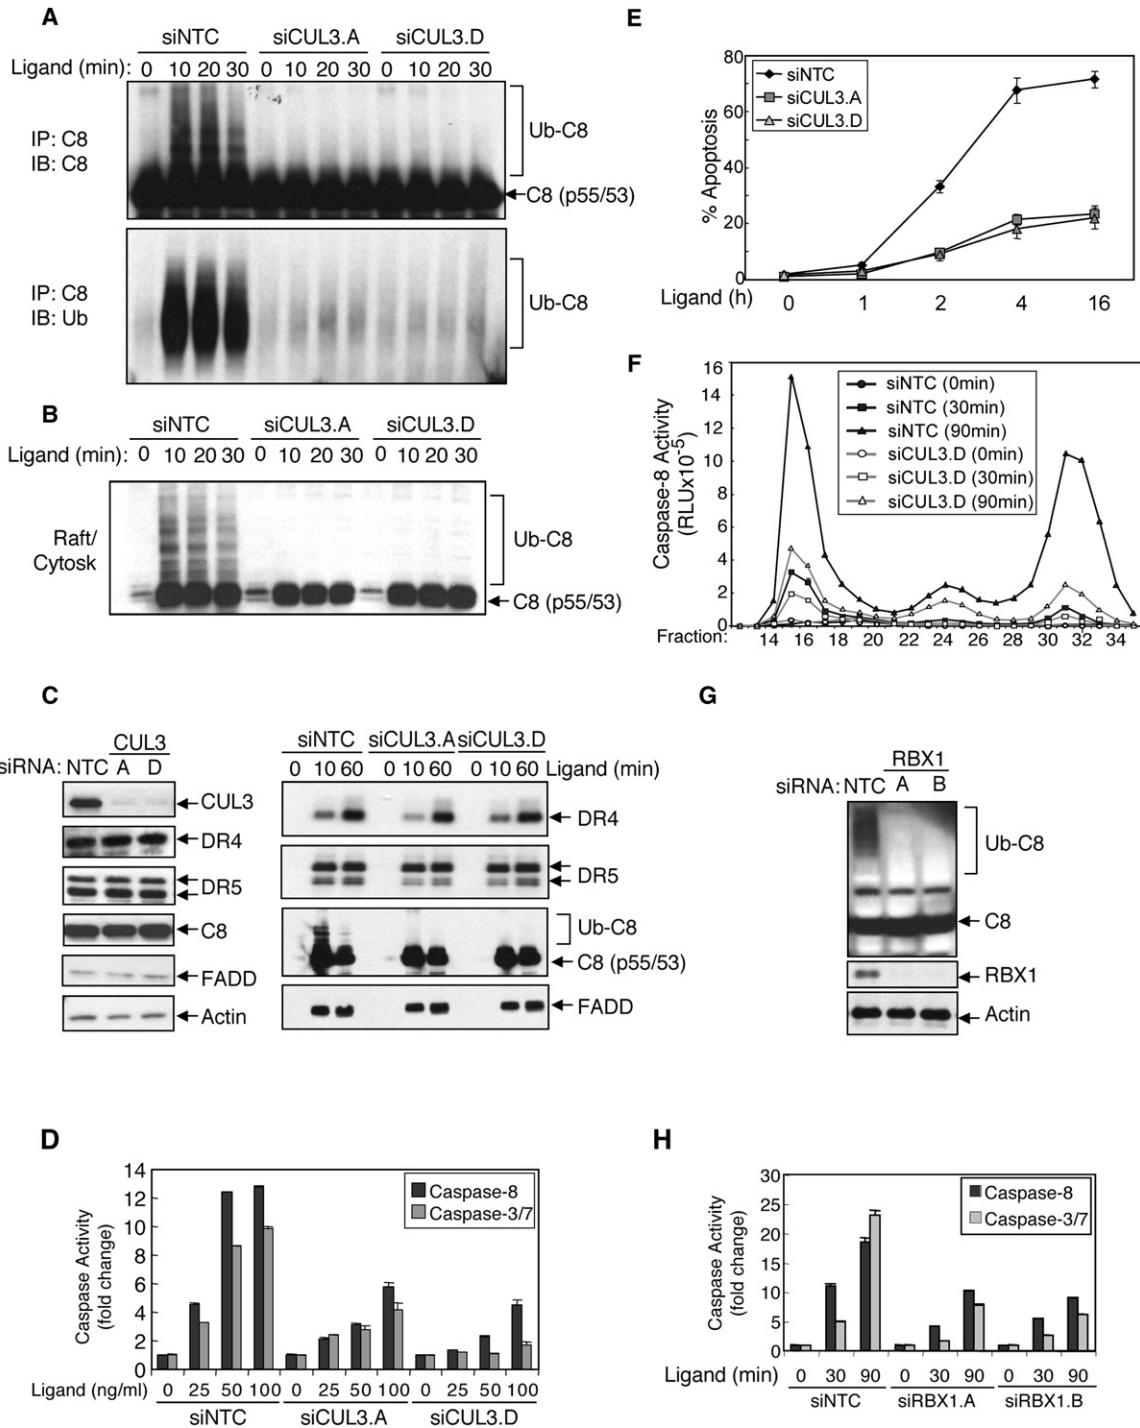 A
siNTC siCUL3.A siCUL3.D
Ligand (min): 0 10 20 30 0 10 20 30 0 10 20 30
IP: C8
IB: C8
Ub-C8
C8 (p55/53)
IP: C8
IB: Ub
Ub-C8
B
siNTC siCUL3.A siCUL3.D
Ligand (min): 0 10 20 30 0 10 20 30 0 10 20 30
Raft/
Cytosk
Ub-C8
C8 (p55/53)
C
CUL3
siRNA: NTC A D
CUL3
DR4
DR5
C8
FADD
Actin
siNTC siCUL3.A siCUL3.D
0 10 60 0 10 60 0 10 60 Ligand (min)
DR4
DR5
Ub-C8
C8 (p55/53)
FADD
D
Caspase Activity
(fold change)
14
12
10
8
6
4
2
0
Caspase-8
Caspase-3/7
Ligand (ng/ml) 0 25 50 100 0 25 50 100 0 25 50 100
siNTC siCUL3.A siCUL3.D
E
% Apoptosis
80
60
40
20
0
siNTC
siCUL3.A
siCUL3.D
Ligand (h) 0 1 2 4 16
F
Caspase-8 Activity
(RLUx10-5)
16
14
12
10
8
6
4
2
0
siNTC (0min)
siNTC (30min)
siNTC (90min)
siCUL3.D (0min)
siCUL3.D (30min)
siCUL3.D (90min)
Fraction: 14 16 18 20 22 24 26 28 30 32 34
G
RBX1
siRNA: NTC A B
Ub-C8
C8
RBX1
Actin
H
Caspase Activity
(fold change)
30
25
20
15
10
5
0
Caspase-8
Caspase-3/7
Ligand (min) 0 30 90 0 30 90 0 30 90
siNTC siRBX1.A siRBX1.B